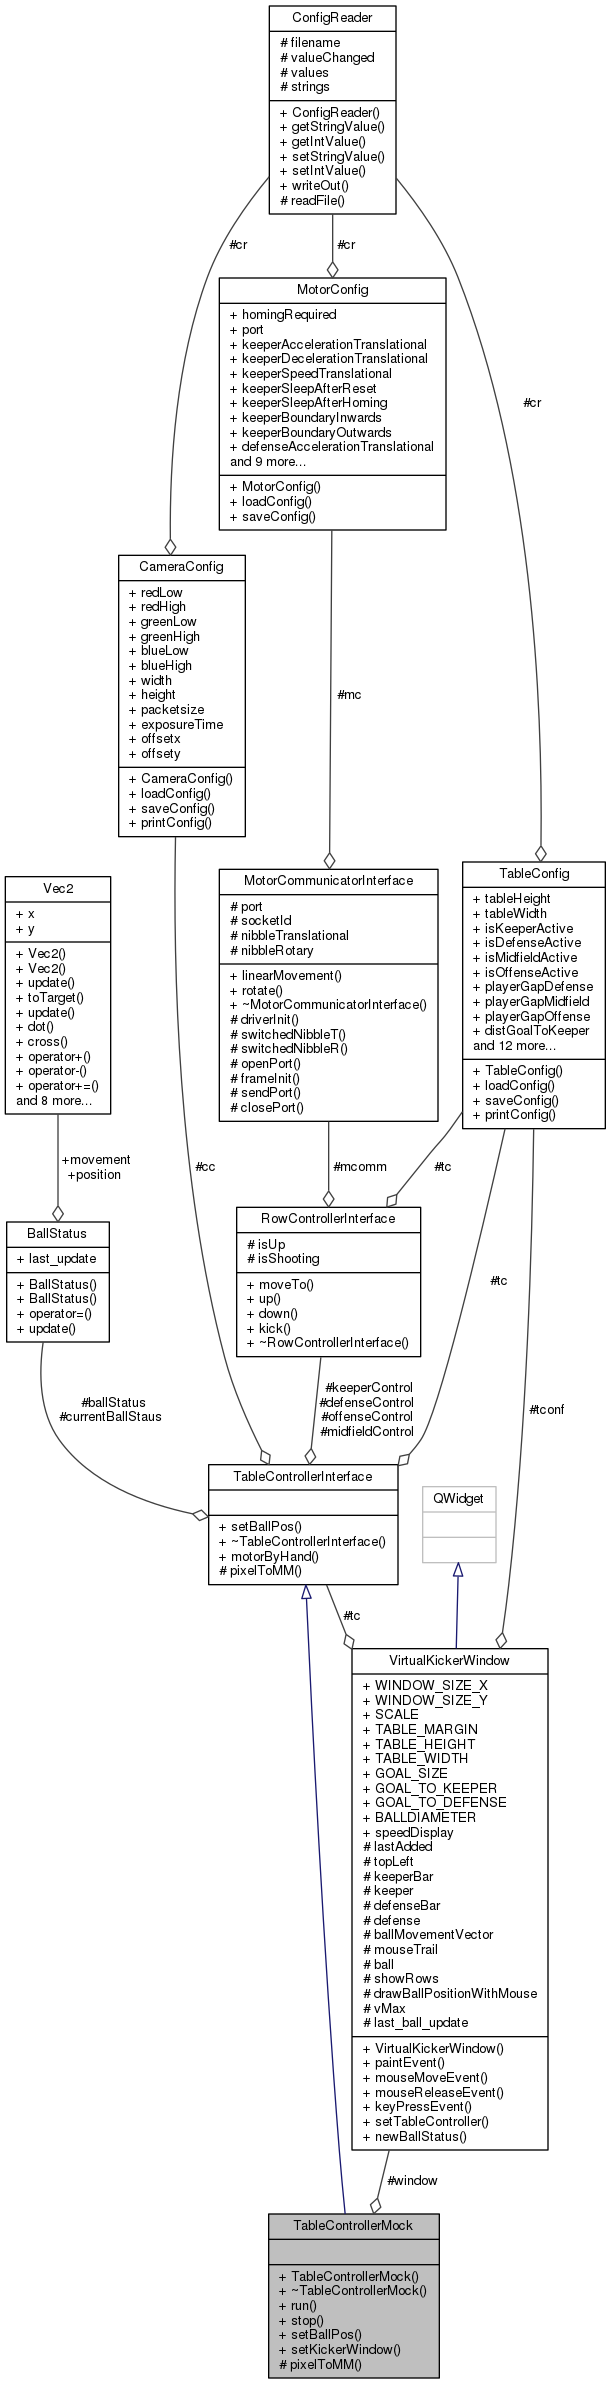 ConfigReader
# filename
# valueChanged
# values
# strings
+ ConfigReader()
+ getStringValue()
+ getIntValue()
+ setStringValue()
+ setIntValue()
+ writeOut()
# readFile()
#cr
#cr
#cr
MotorConfig
+ homingRequired
+ port
+ keeperAccelerationTranslational
+ keeperDecelerationTranslational
+ keeperSpeedTranslational
+ keeperSleepAfterReset
+ keeperSleepAfterHoming
+ keeperBoundaryInwards
+ keeperBoundaryOutwards
+ defenseAccelerationTranslational
and 9 more...
+ MotorConfig()
+ loadConfig()
+ saveConfig()
CameraConfig
+ redLow
+ redHigh
+ greenLow
+ greenHigh
+ blueLow
+ blueHigh
+ width
+ height
+ packetsize
+ exposureTime
+ offsetx
+ offsety
+ CameraConfig()
+ loadConfig()
+ saveConfig()
+ printConfig()
#mc
Vec2
+ x
+ y
+ Vec2()
+ Vec2()
+ update()
+ toTarget()
+ update()
+ dot()
+ cross()
+ operator+()
+ operator-()
+ operator+=()
and 8 more...
MotorCommunicatorInterface
# port
# socketId
# nibbleTranslational
# nibbleRotary
+ linearMovement()
+ rotate()
+ ~MotorCommunicatorInterface()
# driverInit()
# switchedNibbleT()
# switchedNibbleR()
# openPort()
# frameInit()
# sendPort()
# closePort()
TableConfig
+ tableHeight
+ tableWidth
+ isKeeperActive
+ isDefenseActive
+ isMidfieldActive
+ isOffenseActive
+ playerGapDefense
+ playerGapMidfield
+ playerGapOffense
+ distGoalToKeeper
and 12 more...
+ TableConfig()
+ loadConfig()
+ saveConfig()
+ printConfig()
+movement
+position
#cc
#mcomm
#tc
BallStatus
+ last_update
+ BallStatus()
+ BallStatus()
+ operator=()
+ update()
RowControllerInterface
# isUp
# isShooting
+ moveTo()
+ up()
+ down()
+ kick()
+ ~RowControllerInterface()
#tc
#ballStatus
#currentBallStaus
#keeperControl
#defenseControl
#offenseControl
#midfieldControl
#tconf
TableControllerInterface
+ setBallPos()
+ ~TableControllerInterface()
+ motorByHand()
# pixelToMM()
QWidget
#tc
VirtualKickerWindow
+ WINDOW_SIZE_X
+ WINDOW_SIZE_Y
+ SCALE
+ TABLE_MARGIN
+ TABLE_HEIGHT
+ TABLE_WIDTH
+ GOAL_SIZE
+ GOAL_TO_KEEPER
+ GOAL_TO_DEFENSE
+ BALLDIAMETER
+ speedDisplay
# lastAdded
# topLeft
# keeperBar
# keeper
# defenseBar
# defense
# ballMovementVector
# mouseTrail
# ball
# showRows
# drawBallPositionWithMouse
# vMax
# last_ball_update
+ VirtualKickerWindow()
+ paintEvent()
+ mouseMoveEvent()
+ mouseReleaseEvent()
+ keyPressEvent()
+ setTableController()
+ newBallStatus()
#window
TableControllerMock
+ TableControllerMock()
+ ~TableControllerMock()
+ run()
+ stop()
+ setBallPos()
+ setKickerWindow()
# pixelToMM()